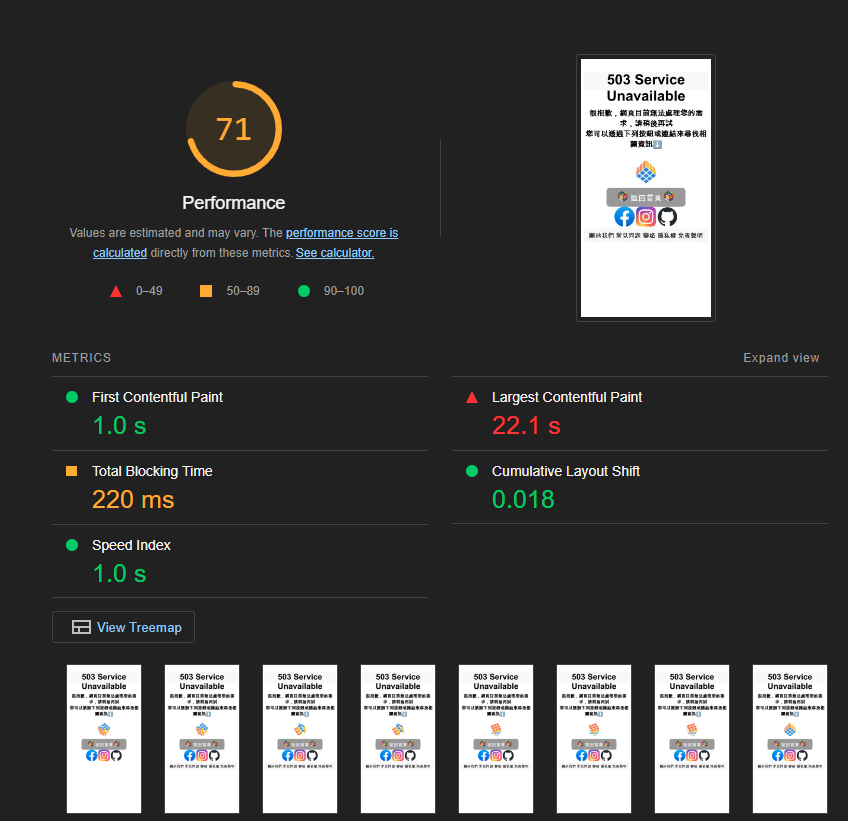 71
Performance
Values are estimated and may vary. The performance score is
calculated directly from these metrics. See calculator.
0–49
50–89
90–100
503 Service
Unavailable
很抱歉，網頁目前無法處理您的需
求，請稍後再試
您可以透過下列按鈕或連結來尋找相
關資訊⬇️
返回首頁
關於我們 常見問題 聯絡 隱私權 免責聲明
METRICS
Expand view
First Contentful Paint
1.0 s
Largest Contentful Paint
22.1 s
Total Blocking Time
220 ms
Cumulative Layout Shift
0.018
Speed Index
1.0 s
View Treemap
503 Service
Unavailable
503 Service
Unavailable
503 Service
Unavailable
503 Service
Unavailable
503 Service
Unavailable
503 Service
Unavailable
503 Service
Unavailable
503 Service
Unavailable